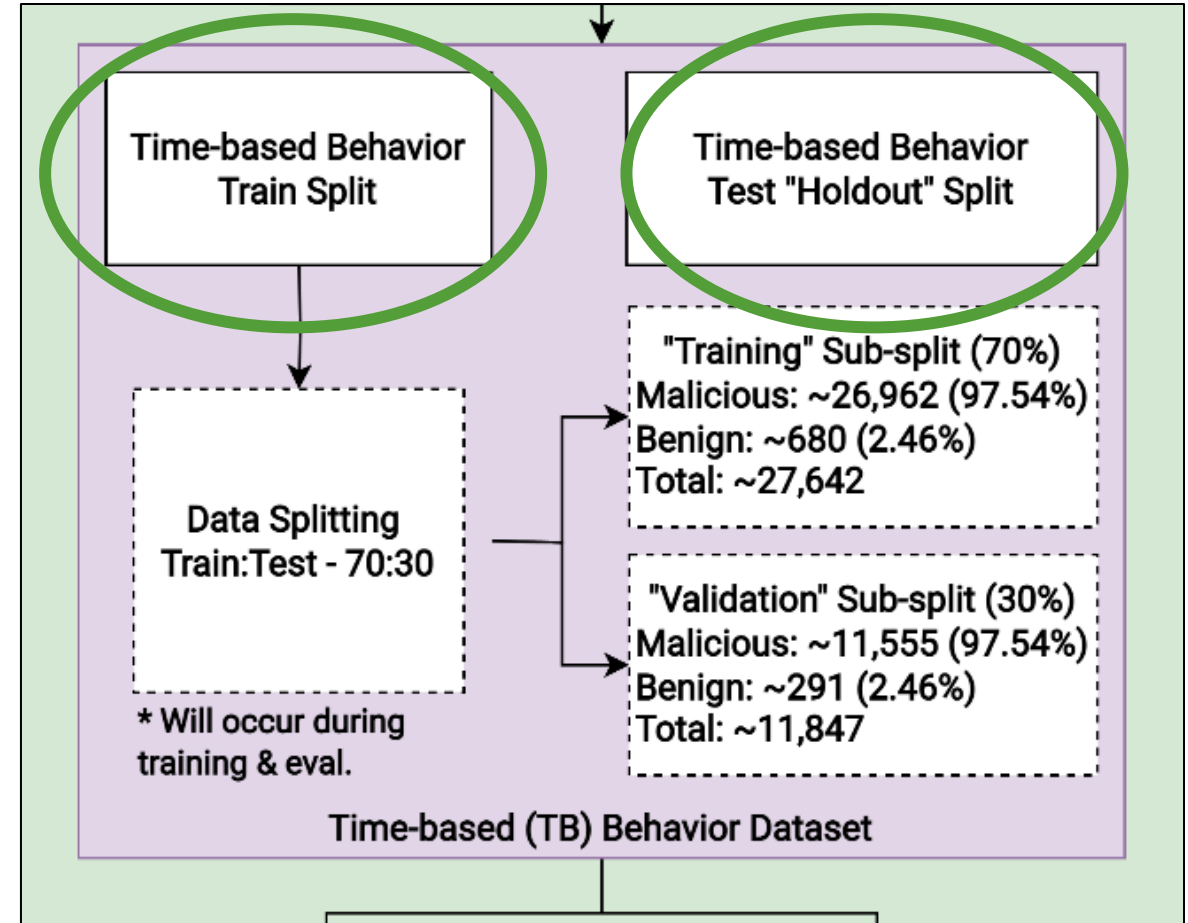 Time-based Behavior
Train Split
Time-based Behavior
Test "Holdout" Split
Data Splitting
Train:Test - 70:30
* Will occur during
training & eval.
"Training" Sub-split (70%)
Malicious: ~26,962 (97.54%)
Benign: ~680 (2.46%)
Total: ~27,642
"Validation" Sub-split (30%)
Malicious: ~11,555 (97.54%)
Benign: ~291 (2.46%)
Total: ~11,847
Time-based (TB) Behavior Dataset